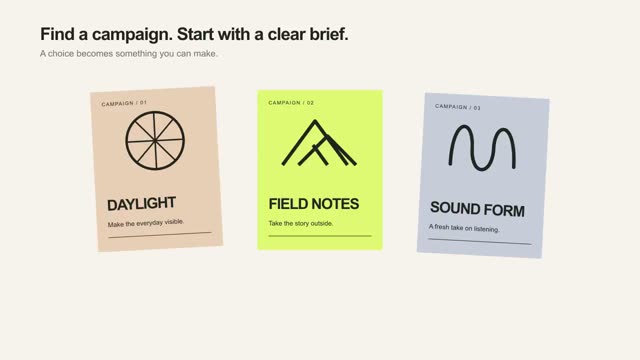 Find a campaign. Start with a clear brief.
A choice becomes something you can make.
CAMPAIGN / 01
DAYLIGHT
Make the everyday visible.
CAMPAIGN / 02
FIELD NOTES
Take the story outside.
CAMPAIGN / 03
SOUND FORM
A fresh take on listening.